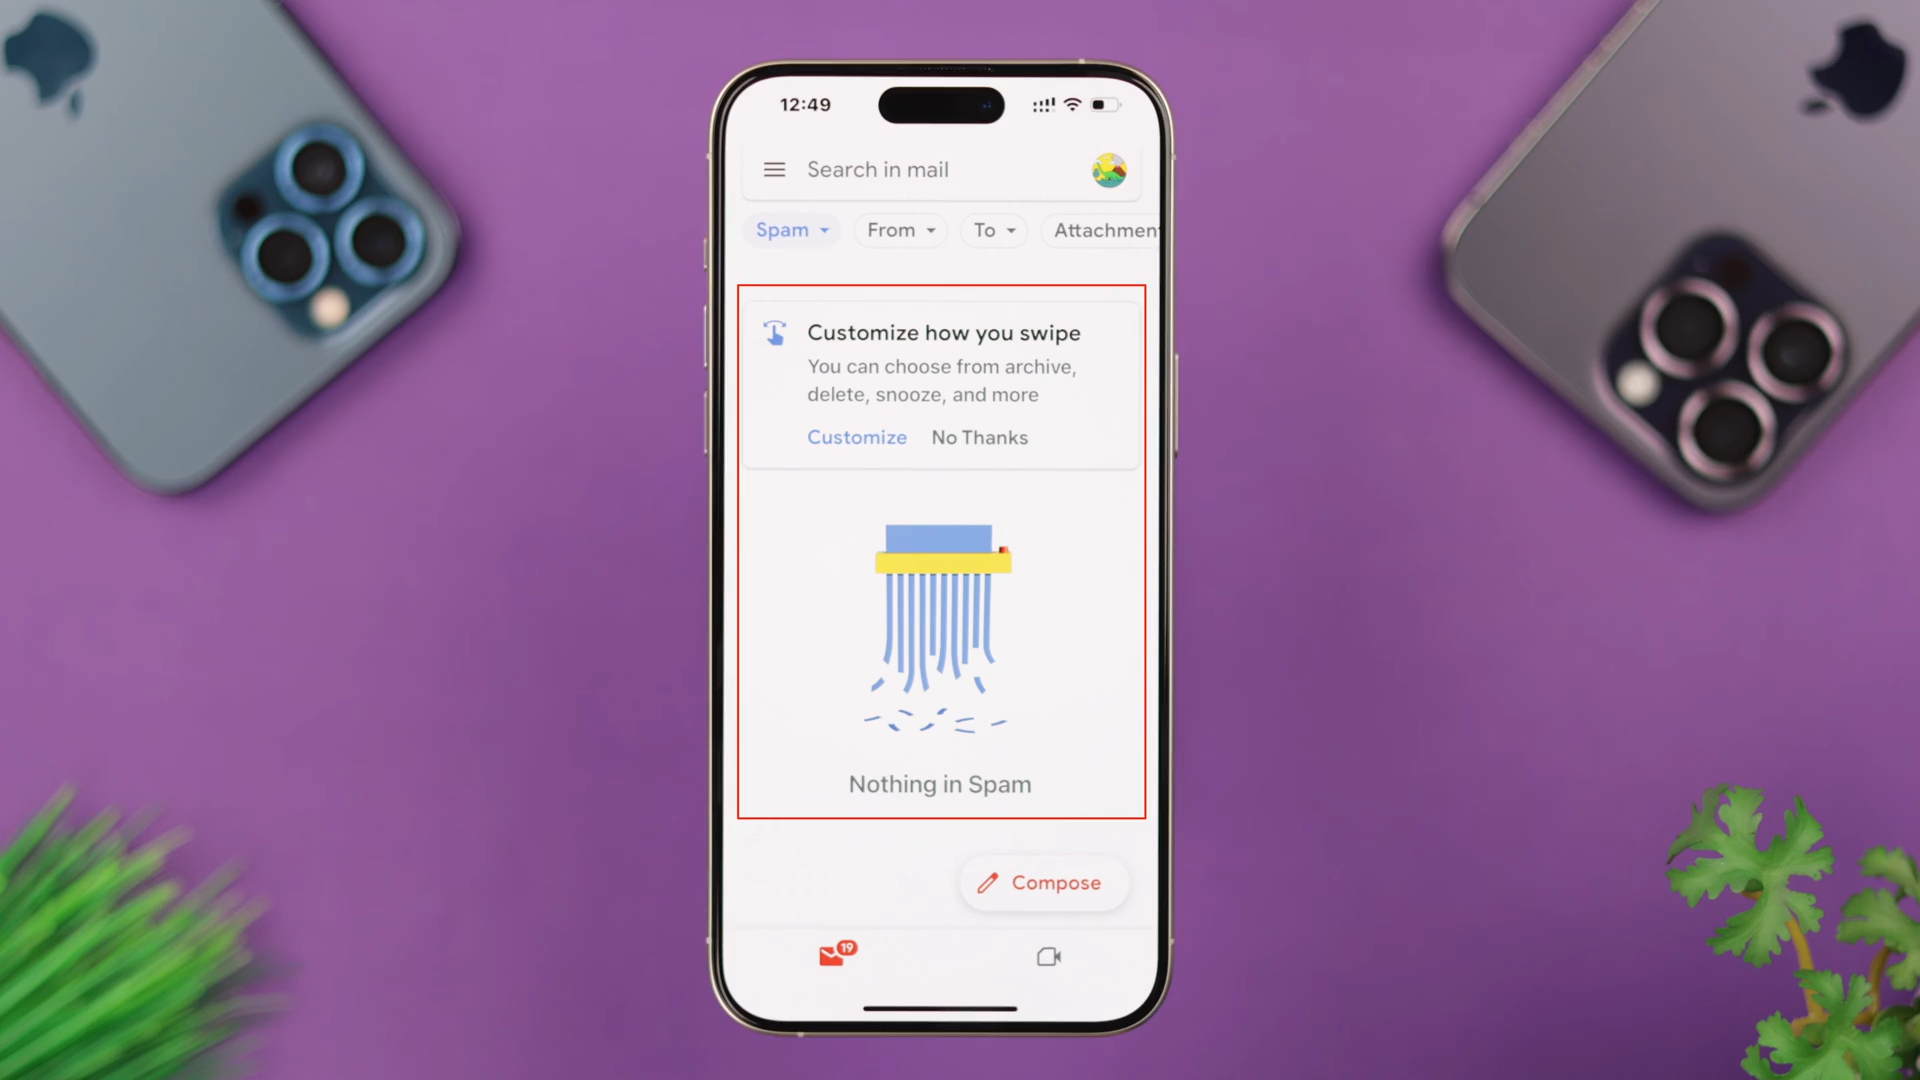 12:49
Search in mail
Spam From To Attachmen
Customize how you swipe
You can choose from archive,
delete, snooze, and more
Customize No Thanks
Nothing in Spam
Compose
19